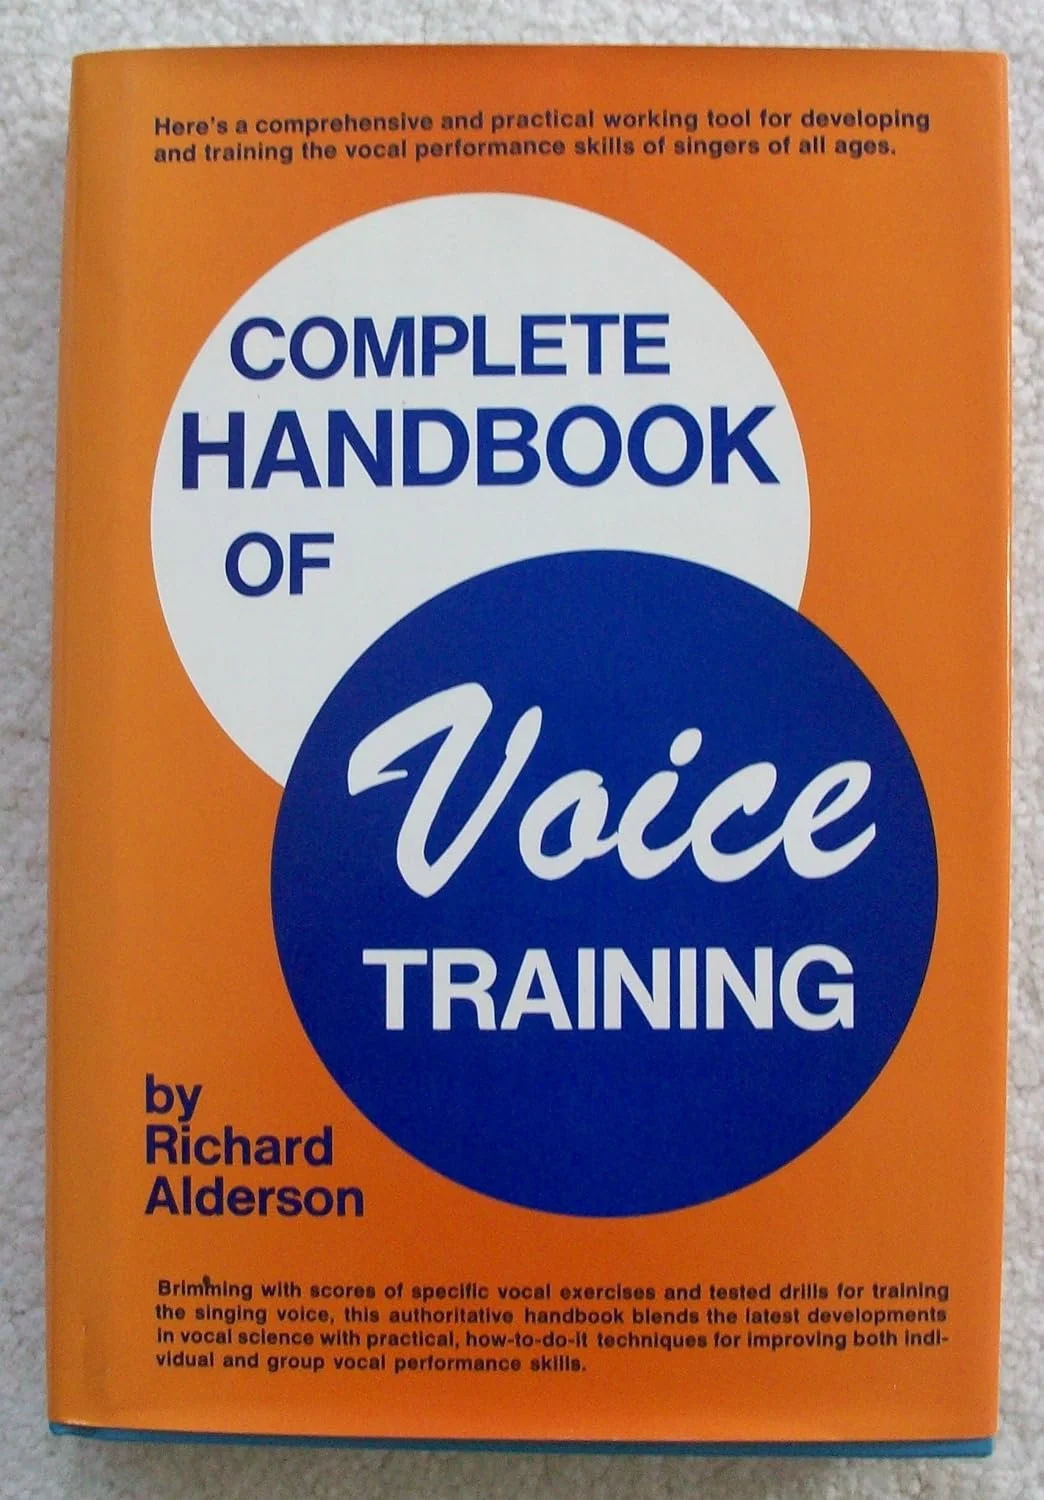 Here's a comprehensive and practical working tool for developing
and training the vocal performance skills of singers of all ages.
COMPLETE
HANDBOOK
OF
Voice
TRAINING
by
Richard
Alderson
Brimming with scores of specific vocal exercises and tested drills for training
the singing voice, this authoritative handbook blends the latest developments
in vocal science with practical, how-to-do-it techniques for improving both indi-
vidual and group vocal performance skills.